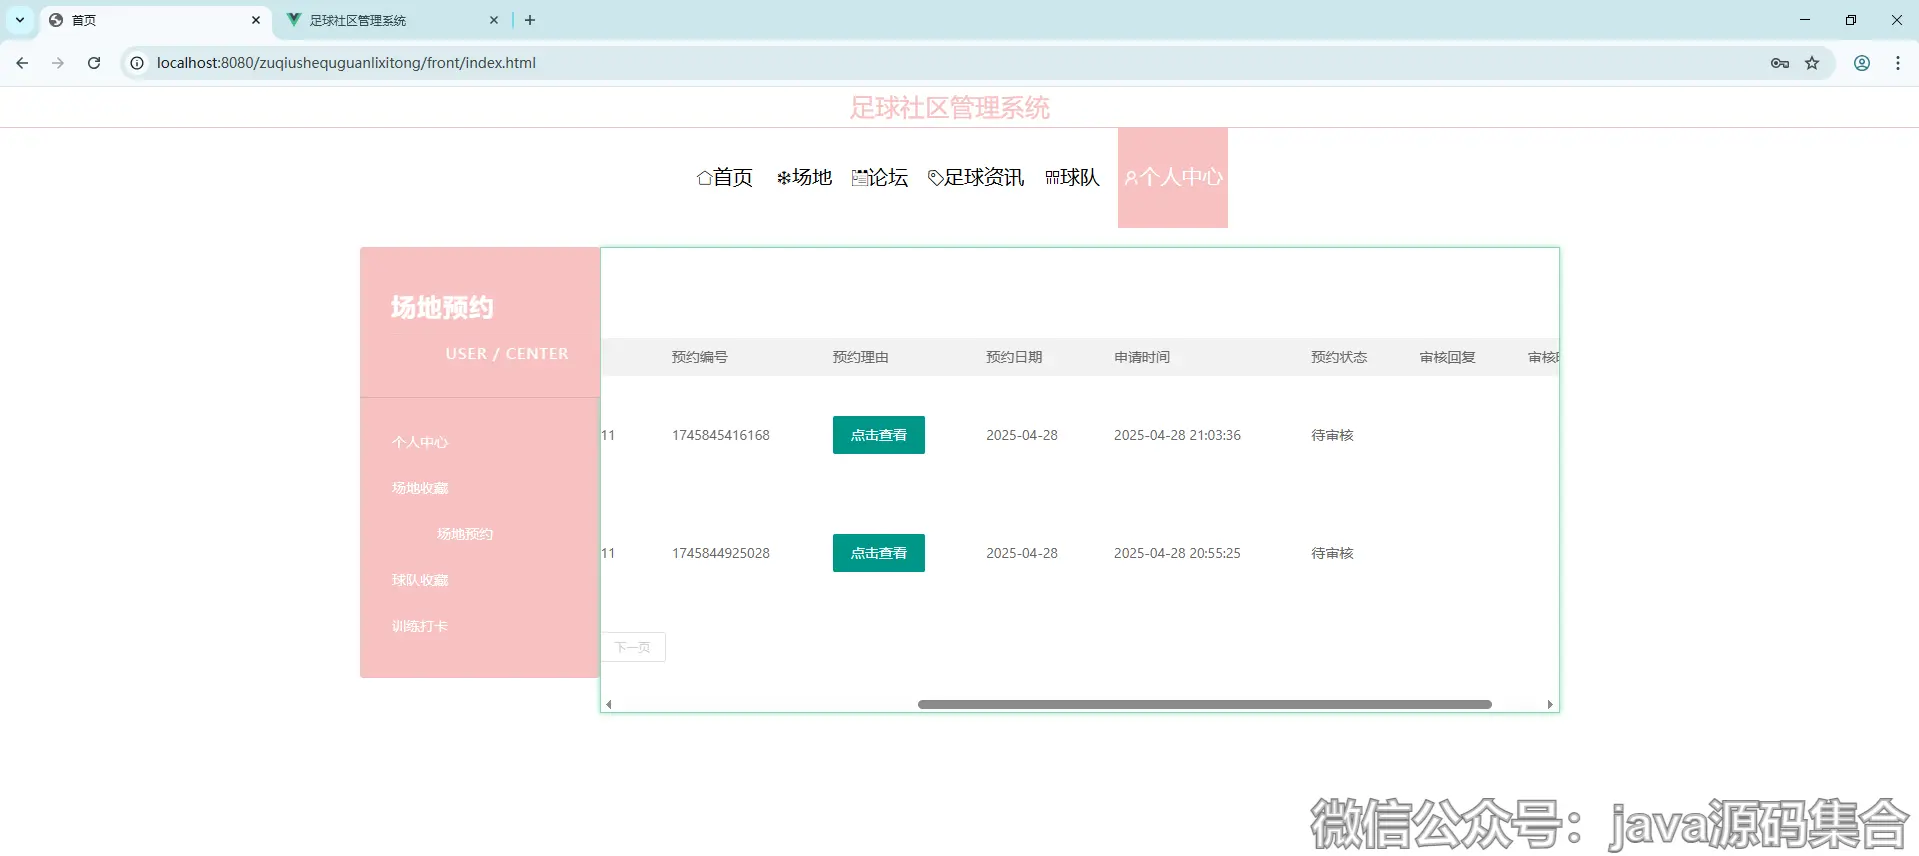 首页
足球社区管理系统
localhost:8080/zuqiushequguanlixitong/front/index.html
足球社区管理系统
首页 场地 论坛 足球资讯 球队 个人中心
场地预约
USER / CENTER
个人中心
场地收藏
场地预约
球队收藏
训练打卡
预约编号 预约理由 预约日期 申请时间 预约状态 审核回复 审核
11 1745845416168 点击查看 2025-04-28 2025-04-28 21:03:36 待审核
11 1745844925028 点击查看 2025-04-28 2025-04-28 20:55:25 待审核
下一页
微信公众号：java源码集合